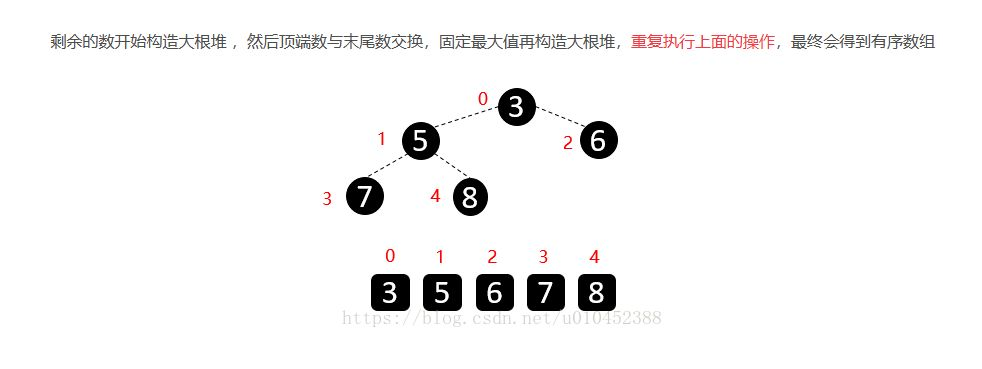 剩余的数开始构造大根堆 ，然后顶端数与末尾数交换，固定最大值再构造大根堆，重复执行上面的操作，最终会得到有序数组
0 3
1 5 2 6
3 7 4 8
0 1 2 3 4
3 5 6 7 8
https://blog.csdn.net/u010452388